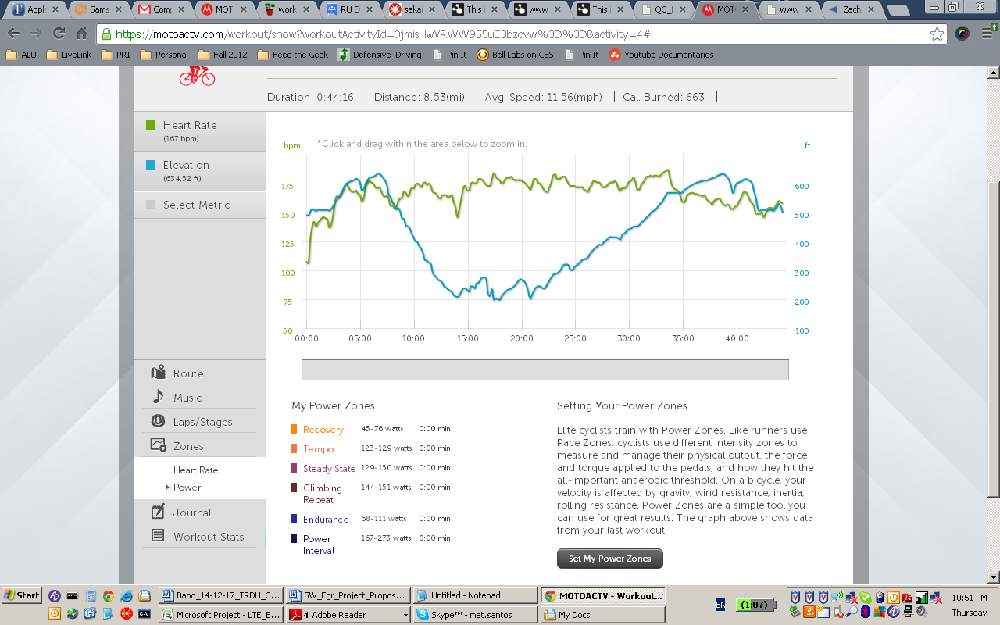 Apple
Sams
Comp
MOT
work
RU E
sakai
This i
www
This i
QC_I
MOT
www
Zach
https://motoactv.com/workout/show?workoutActivityId=0jmisHwVRWW955uE3bzcvw%3D%3D&activity=4#
ALU
LiveLink
PRI
Personal
Fall 2012
Feed the Geek
Defensive_Driving
Pin It
Bell Labs on CBS
Pin It
Youtube Documentaries
Duration: 0:44:16 | Distance: 8.53(mi) | Avg. Speed: 11.56(mph) | Cal. Burned: 663 |
Heart Rate
(167 bpm)
Elevation
(634.52 ft)
Select Metric
bpm
*Click and drag within the area below to zoom in.
ft
175
150
125
100
75
50
600
500
400
300
200
100
00:00 05:00 10:00 15:00 20:00 25:00 30:00 35:00 40:00
Route
Music
Laps/Stages
Zones
Heart Rate
Power
Journal
Workout Stats
My Power Zones
Recovery 45-76 watts 0:00 min
Tempo 123-129 watts 0:00 min
Steady State 129-150 watts 0:00 min
Climbing
Repeat 144-151 watts 0:00 min
Endurance 68-111 watts 0:00 min
Power
Interval 167-273 watts 0:00 min
Setting Your Power Zones
Elite cyclists train with Power Zones. Like runners use
Pace Zones, cyclists use different intensity zones to
measure and manage their physical output, the force
and torque applied to the pedals, and how they hit the
all-important anaerobic threshold. On a bicycle, your
velocity is affected by gravity, wind resistance, inertia,
rolling resistance. Power Zones are a simple tool you
can use for great results. The graph above shows data
from your last workout.
Set My Power Zones
Start
Band_14-12-17_TRDU_C...
SW_Egr_Project_Propos...
Untitled - Notepad
MOTOACTV - Workout...
Microsoft Project - LTE_B...
4 Adobe Reader
Skype™ - mat.santos
My Docs
EN
(1:07)
10:51 PM
Thursday